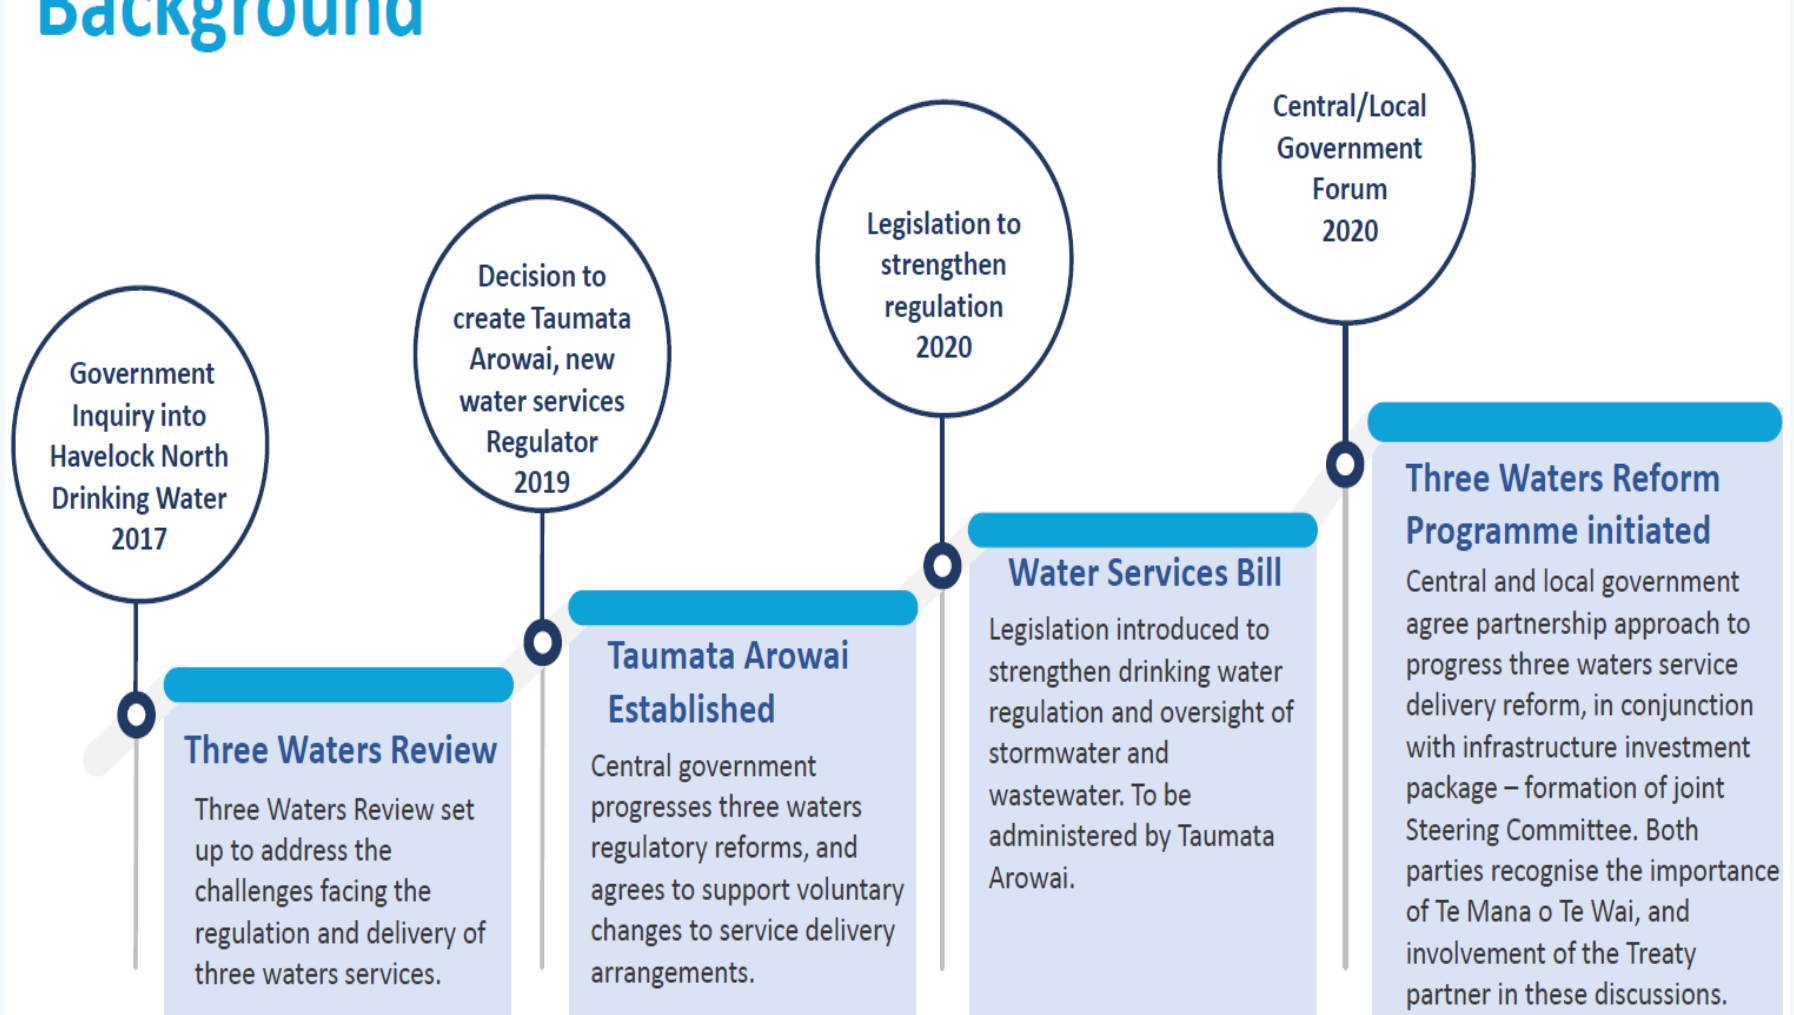 Background
Government
Inquiry into
Havelock North
Drinking Water
2017
Three Waters Review
Three Waters Review set
up to address the
challenges facing the
regulation and delivery of
three waters services.
Decision to
create Taumata
Arowai, new
water services
Regulator
2019
Taumata Arowai
Established
Central government
progresses three waters
regulatory reforms, and
agrees to support voluntary
changes to service delivery
arrangements.
Legislation to
strengthen
regulation
2020
Water Services Bill
Legislation introduced to
strengthen drinking water
regulation and oversight of
stormwater and
wastewater. To be
administered by Taumata
Arowai.
Central/Local
Government
Forum
2020
Three Waters Reform
Programme initiated
Central and local government
agree partnership approach to
progress three waters service
delivery reform, in conjunction
with infrastructure investment
package – formation of joint
Steering Committee. Both
parties recognise the importance
of Te Mana o Te Wai, and
involvement of the Treaty
partner in these discussions.